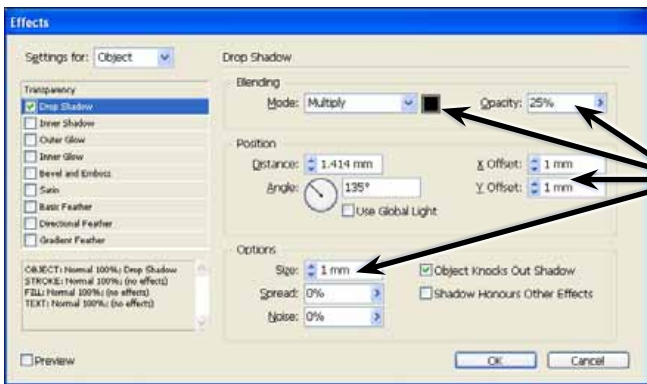 Effects
Settings for: Object
Drop Shadow
Transparency
Drop Shadow
Inner Shadow
Outer Glow
Inner Glow
Bevel and Emboss
Satin
Basic Feather
Directional Feather
Gradient Feather
OBJECT: Normal 100%; Drop Shadow
STROKE: Normal 100%; (no effects)
FILL: Normal 100%; (no effects)
TEXT: Normal 100%; (no effects)
Preview
Blending
Mode: Multiply
Opacity: 25%
Position
Distance: 1.414 mm
X Offset: 1 mm
Angle: 135°
Y Offset: 1 mm
Use Global Light
Options
Size: 1 mm
Object Knocks Out Shadow
Spread: 0%
Shadow Honours Other Effects
Noise: 0%
OK
Cancel